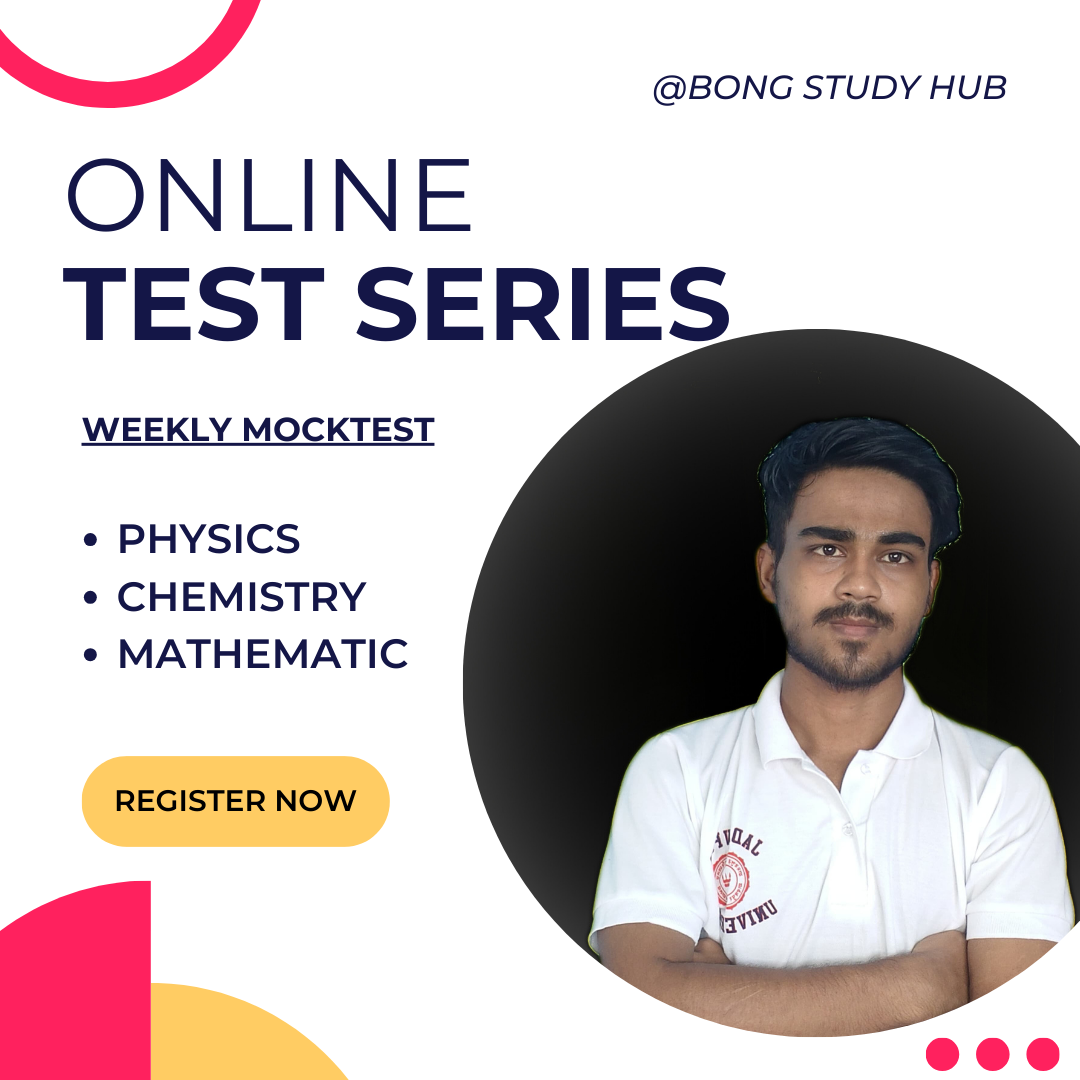 @BONG STUDY HUB
ONLINE
TEST SERIES
WEEKLY MOCKTEST
• PHYSICS
• CHEMISTRY
• MATHEMATIC
REGISTER NOW